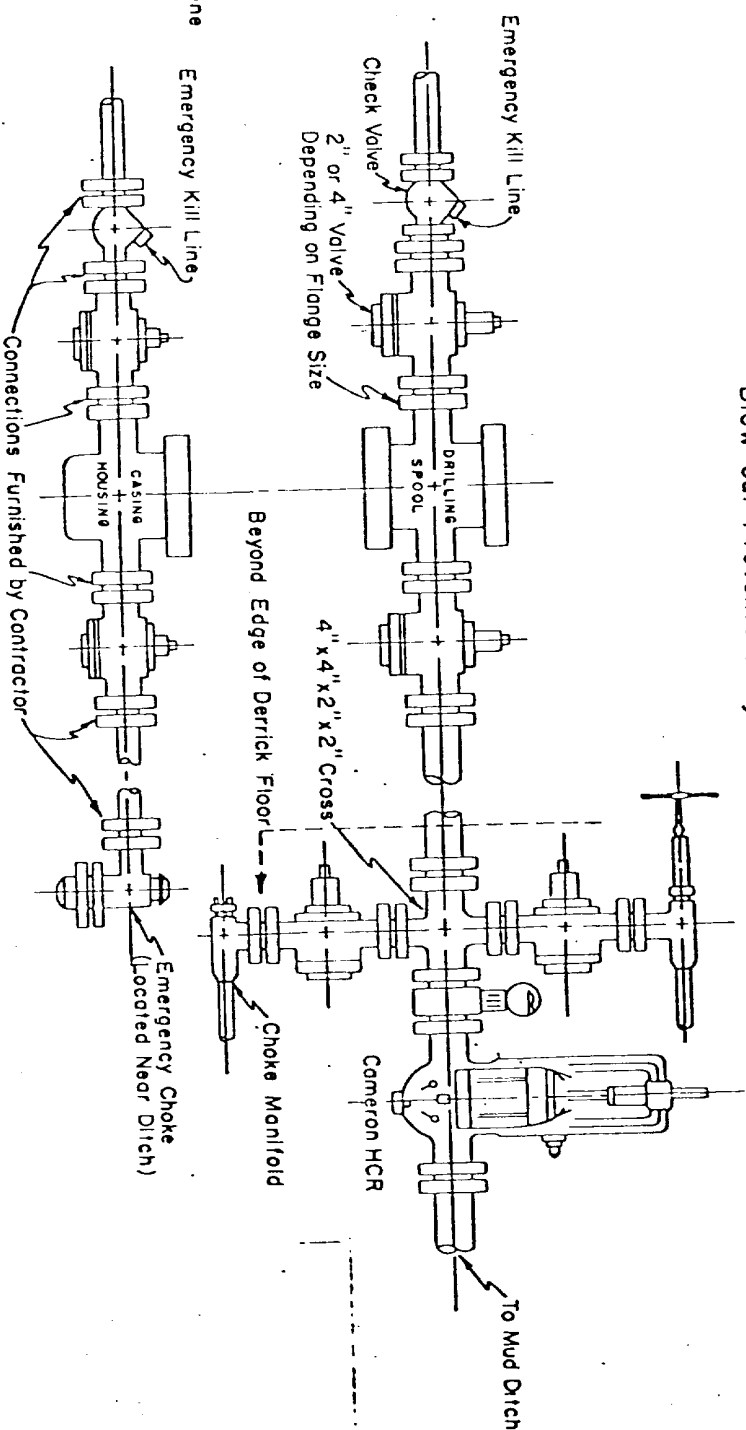 Emergency Kill Line
Check Valve
2" or 4" Valve
Depending on Flange Size
DRILLING
SPOOL
4"x4"x2"x2" Cross
Beyond Edge of Derrick Floor
Cameron HCR
To Mud Ditch
Choke Manifold
Emergency Kill Line
CASING
HOUSING
Connections Furnished by Contractor
Emergency Choke
(Located Near Ditch)